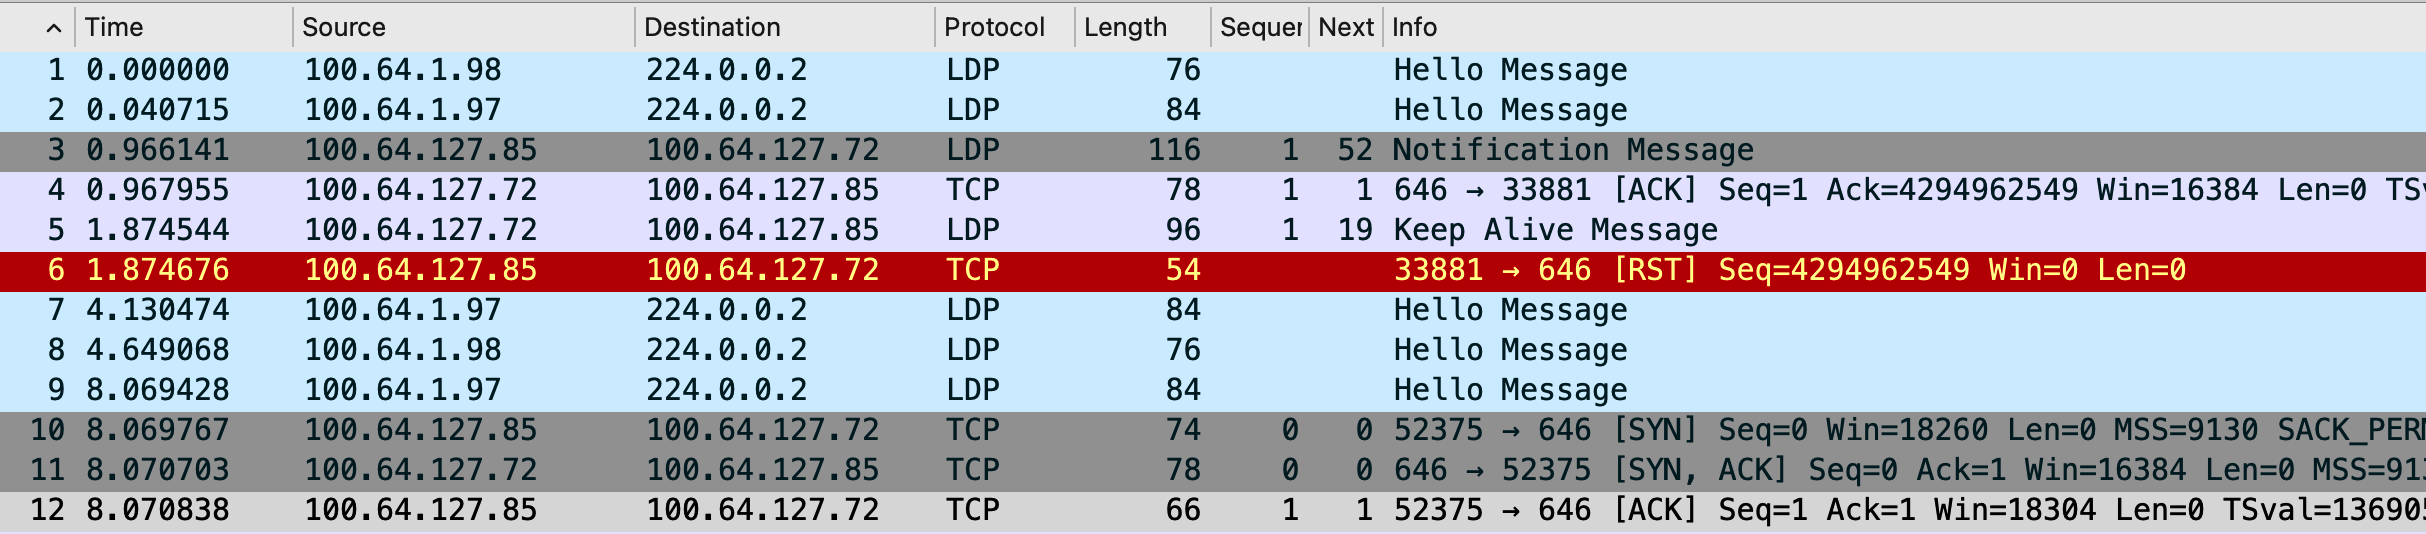 Time Source Destination Protocol Length Sequer Next Info
1 0.000000 100.64.1.98 224.0.0.2 LDP 76 Hello Message
2 0.040715 100.64.1.97 224.0.0.2 LDP 84 Hello Message
3 0.966141 100.64.127.85 100.64.127.72 LDP 116 1 52 Notification Message
4 0.967955 100.64.127.72 100.64.127.85 TCP 78 1 1 646 → 33881 [ACK] Seq=1 Ack=4294962549 Win=16384 Len=0 TSv
5 1.874544 100.64.127.72 100.64.127.85 LDP 96 1 19 Keep Alive Message
6 1.874676 100.64.127.85 100.64.127.72 TCP 54 33881 → 646 [RST] Seq=4294962549 Win=0 Len=0
7 4.130474 100.64.1.97 224.0.0.2 LDP 84 Hello Message
8 4.649068 100.64.1.98 224.0.0.2 LDP 76 Hello Message
9 8.069428 100.64.1.97 224.0.0.2 LDP 84 Hello Message
10 8.069767 100.64.127.85 100.64.127.72 TCP 74 0 0 52375 → 646 [SYN] Seq=0 Win=18260 Len=0 MSS=9130 SACK_PERM
11 8.070703 100.64.127.72 100.64.127.85 TCP 78 0 0 646 → 52375 [SYN, ACK] Seq=0 Ack=1 Win=16384 Len=0 MSS=913
12 8.070838 100.64.127.85 100.64.127.72 TCP 66 1 1 52375 → 646 [ACK] Seq=1 Ack=1 Win=18304 Len=0 TSval=136905